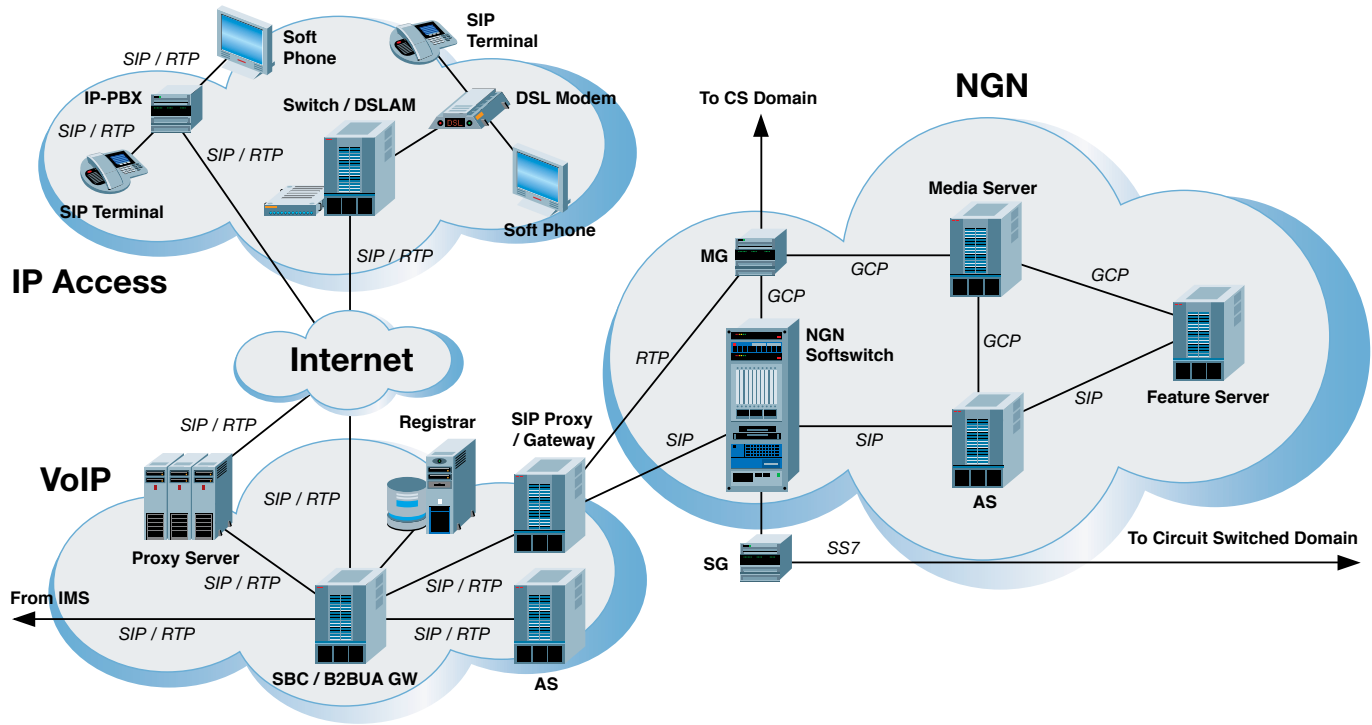 SIP
Terminal
Soft
Phone
SIP / RTP
IP-PBX
Switch / DSLAM
DSL Modem
DSL
SIP / RTP
SIP / RTP
SIP Terminal
Soft Phone
SIP / RTP
IP Access
Internet
To CS Domain
NGN
Media Server
MG
GCP
GCP
GCP
NGN
Softswitch
RTP
GCP
Feature Server
SIP
SIP
SIP
AS
SG
SS7
To Circuit Switched Domain
SIP / RTP
Registrar
SIP Proxy
/ Gateway
VoIP
SIP / RTP
Proxy Server
SIP / RTP
SIP / RTP
From IMS
SIP / RTP
SIP / RTP
SBC / B2BUA GW
AS